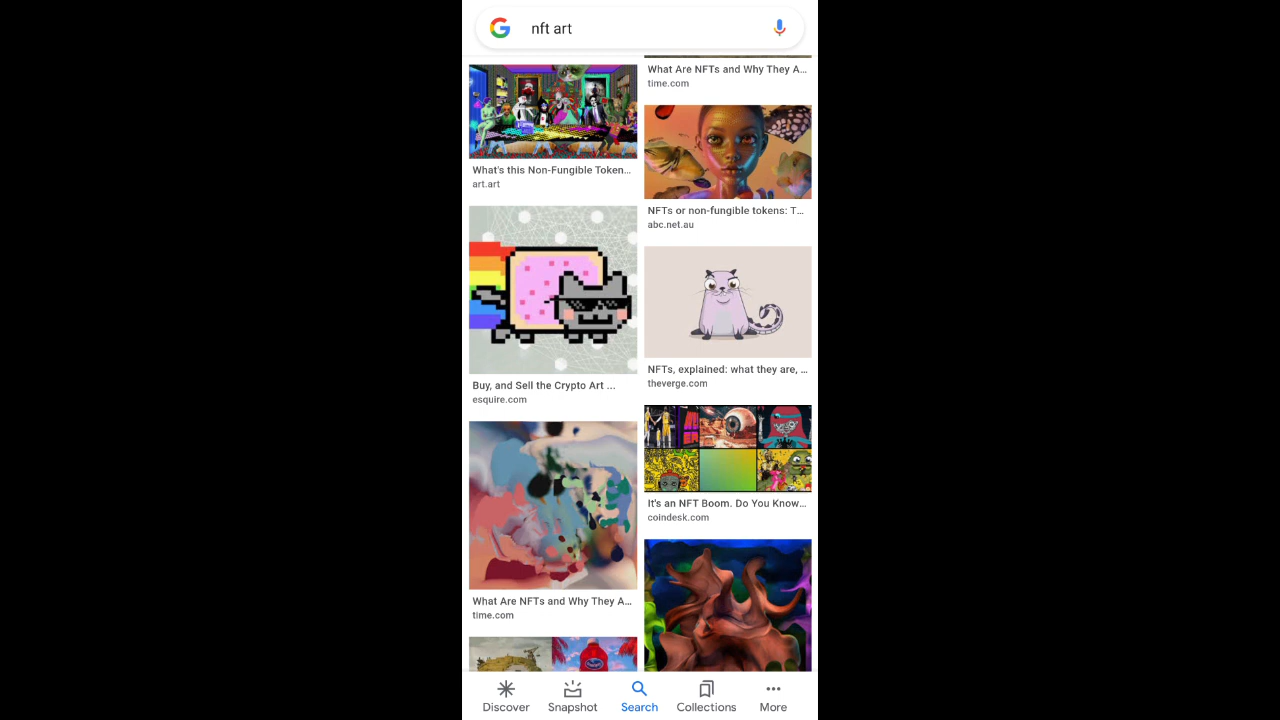 nft art
What's this Non-Fungible Token...
art.art
Buy, and Sell the Crypto Art ...
esquire.com
What Are NFTs and Why They A...
time.com
What Are NFTs and Why They A...
time.com
NFTs or non-fungible tokens: T...
abc.net.au
NFTs, explained: what they are, ...
theverge.com
It's an NFT Boom. Do You Know...
coindesk.com
Discover Snapshot Search Collections More